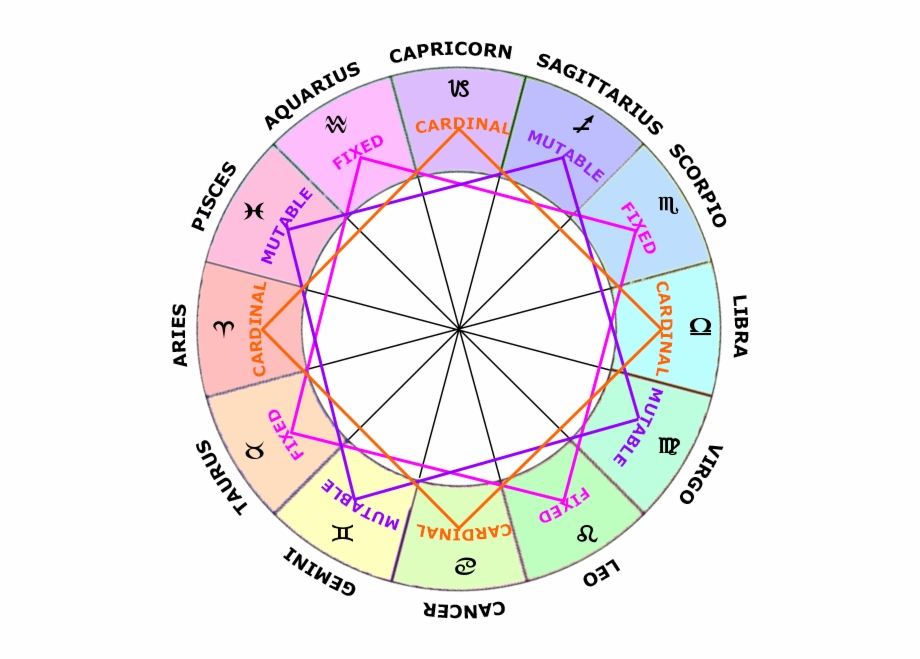 CAPRICORN
CARDINAL
SAGITTARIUS
MUTABLE
SCORPIO
FIXED
LIBRA
CARDINAL
VIRGO
MUTABLE
LEO
FIXED
CANCER
CARDINAL
GEMINI
MUTABLE
TAURUS
FIXED
ARIES
CARDINAL
PISCES
MUTABLE
AQUARIUS
FIXED